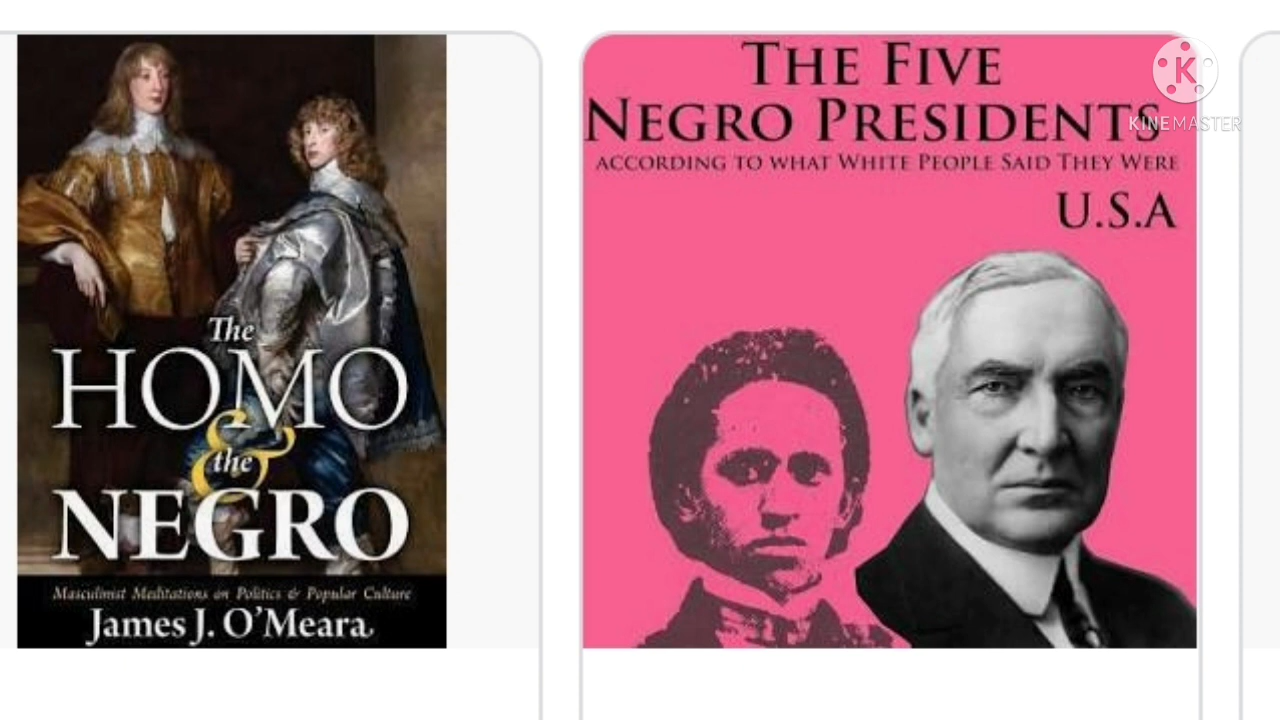 The
HOMO
&
the
NEGRO
Masculinist Meditations on Politics & Popular Culture
James J. O'Meara
THE FIVE
NEGRO PRESIDENTS
ACCORDING TO WHAT WHITE PEOPLE SAID THEY WERE
U.S.A
K
KINEMASTER